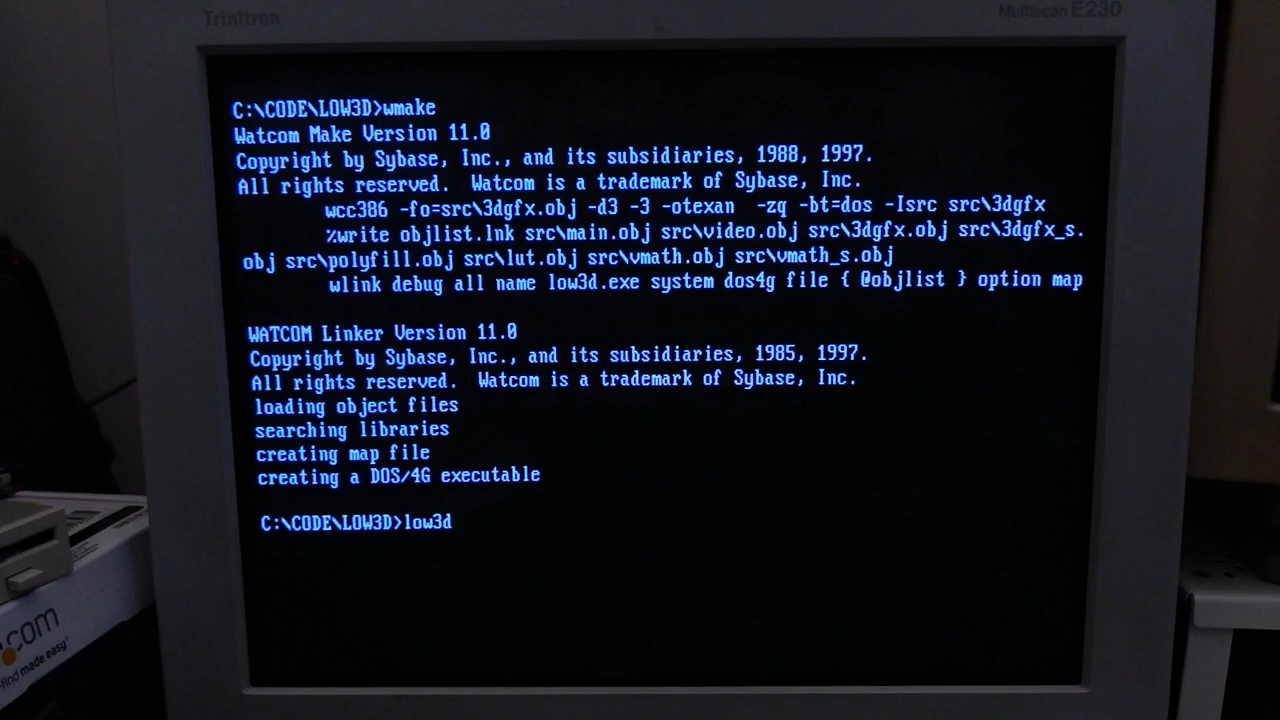 Trinitron
Multiscan E230
C:\CODE\LOW3D>wmake
Watcom Make Version 11.0
Copyright by Sybase, Inc., and its subsidiaries, 1988, 1997.
All rights reserved.  Watcom is a trademark of Sybase, Inc.
wcc386 -fo=src\3dgfx.obj -d3 -3 -otexan  -zq -bt=dos -Isrc src\3dgfx
%write objlist.lnk src\main.obj src\video.obj src\3dgfx.obj src\3dgfx_s.
obj src\polyfill.obj src\lut.obj src\vmath.obj src\vmath_s.obj
wlink debug all name low3d.exe system dos4g file { @objlist } option map
WATCOM Linker Version 11.0
Copyright by Sybase, Inc., and its subsidiaries, 1985, 1997.
All rights reserved.  Watcom is a trademark of Sybase, Inc.
loading object files
searching libraries
creating map file
creating a DOS/4G executable
C:\CODE\LOW3D>low3d
.com
-find made easy